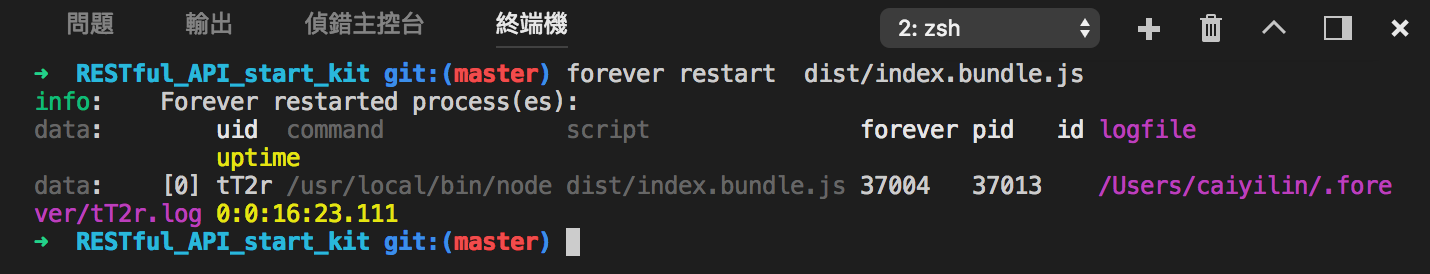 問題 輸出 偵錯主控台 終端機 2: zsh
➜ RESTful_API_start_kit git:(master) forever restart dist/index.bundle.js
info: Forever restarted process(es):
data: uid command script forever pid id logfile
uptime
data: [0] tT2r /usr/local/bin/node dist/index.bundle.js 37004 37013 /Users/caiyilin/.fore
ver/tT2r.log 0:0:16:23.111
➜ RESTful_API_start_kit git:(master)